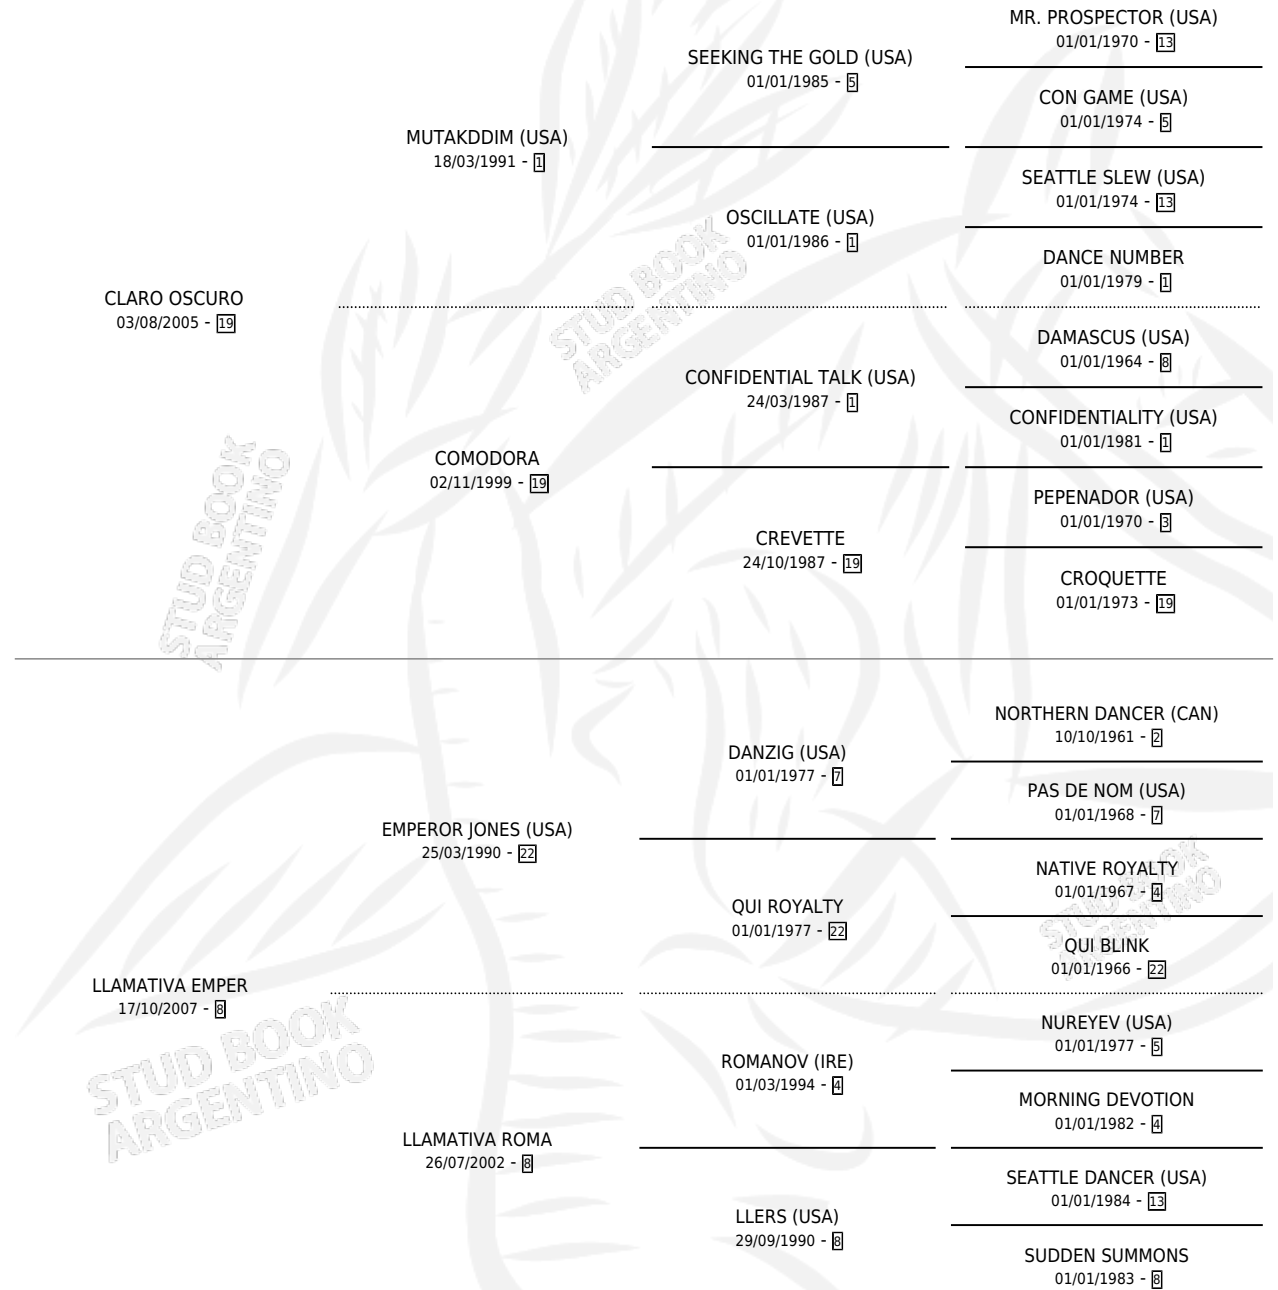 MR. PROSPECTOR (USA)
01/01/1970 - 13
SEEKING THE GOLD (USA)
01/01/1985 - 5
CON GAME (USA)
01/01/1974 - 5
MUTAKDDIM (USA)
18/03/1991 - 1
SEATTLE SLEW (USA)
01/01/1974 - 13
OSCILLATE (USA)
01/01/1986 - 1
DANCE NUMBER
01/01/1979 - 1
CLARO OSCURO
03/08/2005 - 19
STUD BOOK
ARGENTINO
DAMASCUS (USA)
01/01/1964 - 8
CONFIDENTIAL TALK (USA)
24/03/1987 - 1
CONFIDENTIALITY (USA)
01/01/1981 - 1
COMODORA
02/11/1999 - 19
PEPENADOR (USA)
01/01/1970 - 3
CREVETTE
24/10/1987 - 19
CROQUETTE
01/01/1973 - 19
STUD BOOK
ARGENTINO
NORTHERN DANCER (CAN)
10/10/1961 - 2
DANZIG (USA)
01/01/1977 - 7
PAS DE NOM (USA)
01/01/1968 - 7
EMPEROR JONES (USA)
25/03/1990 - 22
NATIVE ROYALTY
01/01/1967 - 4
QUI ROYALTY
01/01/1977 - 22
QUI BLINK
01/01/1966 - 22
STUD BOOK
ARGENTINO
LLAMATIVA EMPER
17/10/2007 - 8
NUREYEV (USA)
01/01/1977 - 5
ROMANOV (IRE)
01/03/1994 - 4
MORNING DEVOTION
01/01/1982 - 4
STUD BOOK
ARGENTINO
LLAMATIVA ROMA
26/07/2002 - 8
SEATTLE DANCER (USA)
01/01/1984 - 13
LLERS (USA)
29/09/1990 - 8
SUDDEN SUMMONS
01/01/1983 - 8